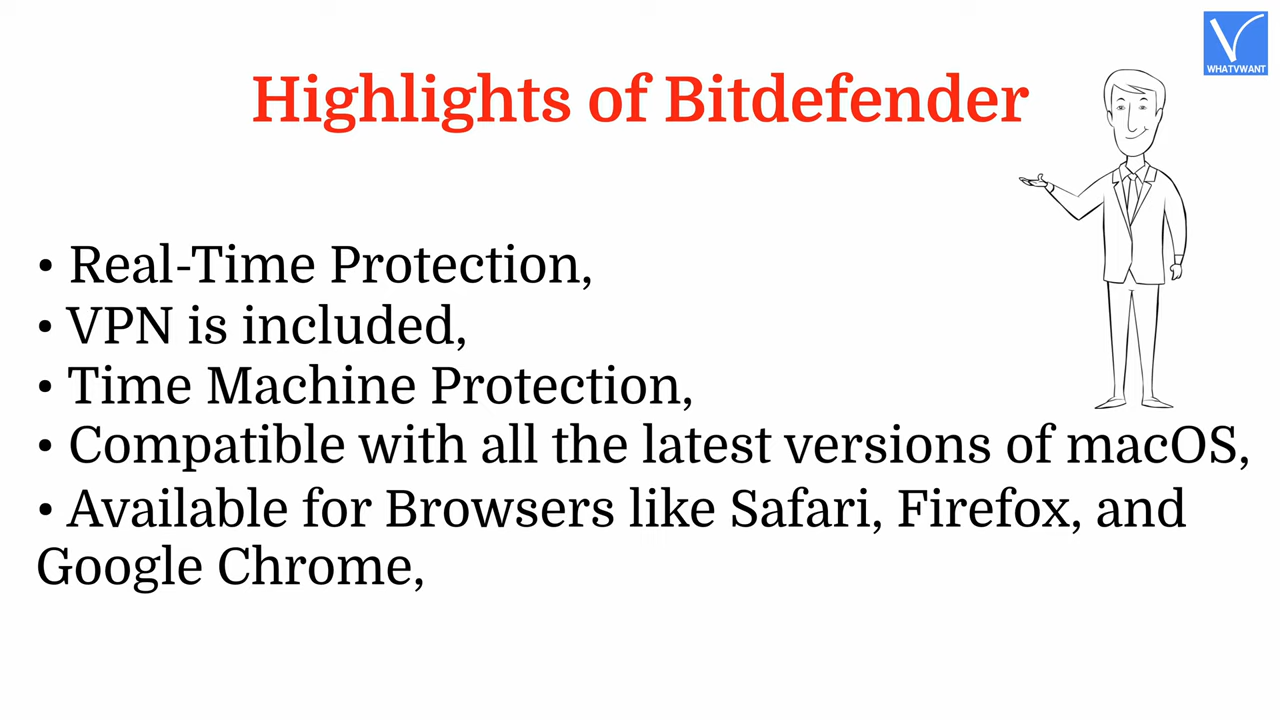 WHATVWANT
Highlights of Bitdefender
• Real-Time Protection,
• VPN is included,
• Time Machine Protection,
• Compatible with all the latest versions of macOS,
• Available for Browsers like Safari, Firefox, and
Google Chrome,